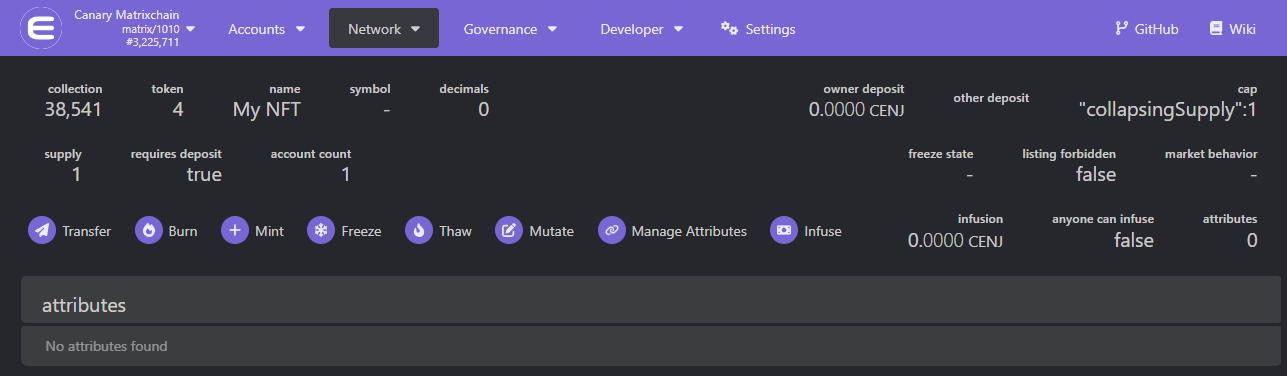 Canary Matrixchain
matrix/1010
#3,225,711
Accounts
Network
Governance
Developer
Settings
GitHub
Wiki
collection token name symbol decimals owner deposit other deposit cap
38,541 4 My NFT - 0 0.0000 CENJ "collapsingSupply":1
supply requires deposit account count freeze state listing forbidden market behavior
1 true 1 - false -
Transfer Burn Mint Freeze Thaw Mutate Manage Attributes Infuse
infusion anyone can infuse attributes
0.0000 CENJ false 0
attributes
No attributes found